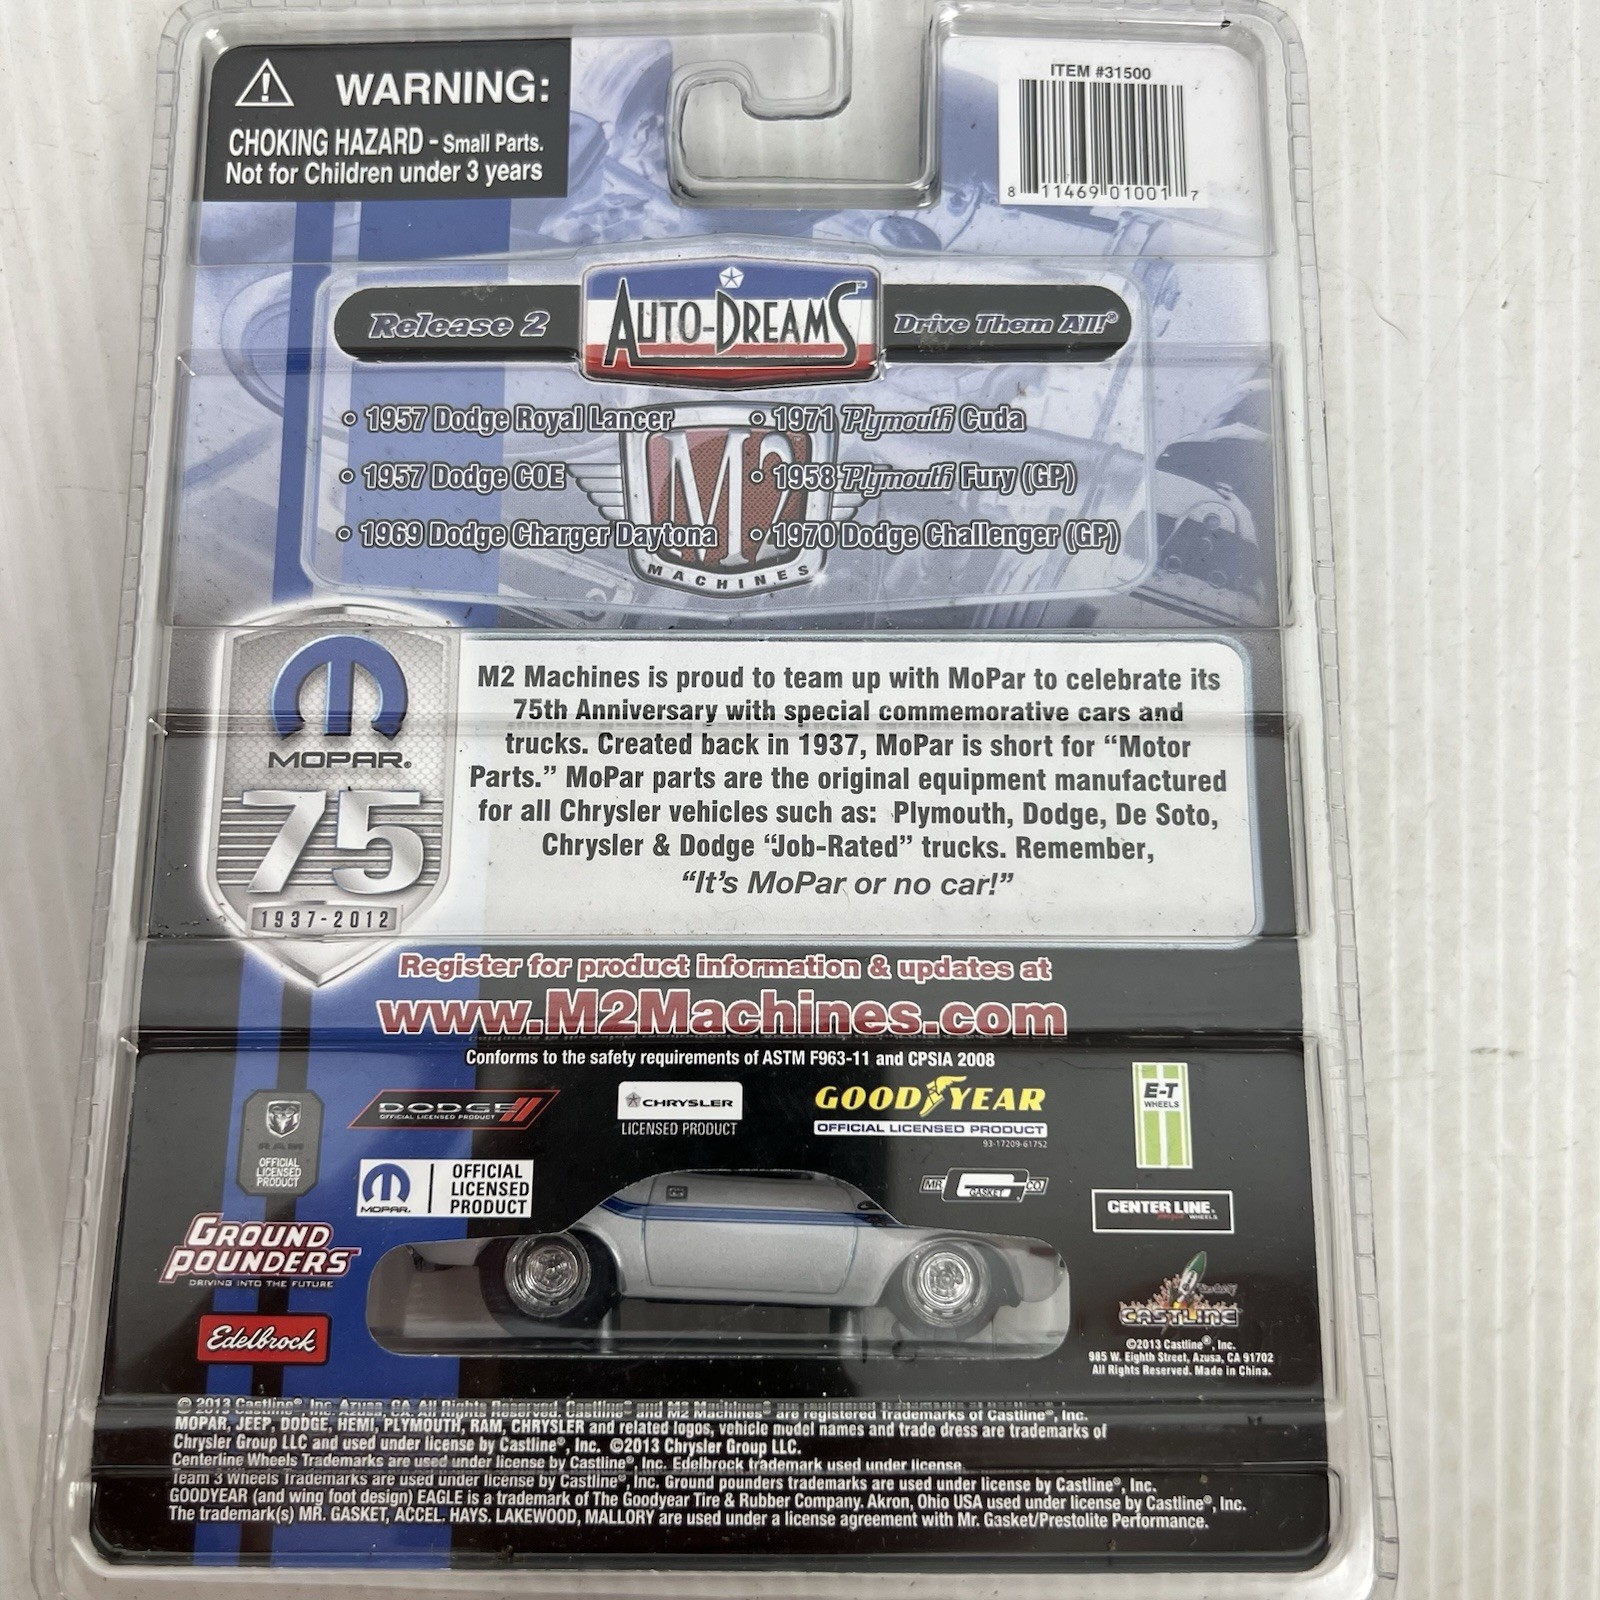 WARNING:
CHOKING HAZARD - Small Parts.
Not for Children under 3 years
ITEM #31500
8 11469 01001 7
Release 2
AUTO-DREAMS™
Drive Them All!®
• 1957 Dodge Royal Lancer
• 1957 Dodge COE
• 1969 Dodge Charger Daytona
• 1971 Plymouth Cuda
• 1958 Plymouth Fury (GP)
• 1970 Dodge Challenger (GP)
M2
MACHINES
MOPAR®
75
1937-2012
M2 Machines is proud to team up with MoPar to celebrate its
75th Anniversary with special commemorative cars and
trucks. Created back in 1937, MoPar is short for “Motor
Parts.” MoPar parts are the original equipment manufactured
for all Chrysler vehicles such as: Plymouth, Dodge, De Soto,
Chrysler & Dodge “Job-Rated” trucks. Remember,
“It's MoPar or no car!”
Register for product information & updates at
www.M2Machines.com
Conforms to the safety requirements of ASTM F963-11 and CPSIA 2008
RAM
OFFICIAL
LICENSED
PRODUCT
DODGE
OFFICIAL LICENSED PRODUCT
CHRYSLER
LICENSED PRODUCT
GOODYEAR
OFFICIAL LICENSED PRODUCT
93-17209-61752
E-T
WHEELS
MOPAR.
OFFICIAL
LICENSED
PRODUCT
MR. GASKET CO.
CENTER LINE.
WHEELS
GROUND
POUNDERS™
DRIVING INTO THE FUTURE
Edelbrock
CASTLINE
©2013 Castline®, Inc.
985 W. Eighth Street, Azusa, CA 91702
All Rights Reserved. Made in China.
© 2013 Castline®, Inc. Azusa, CA. All Rights Reserved. Castline® and M2 Machines® are registered Trademarks of Castline®, Inc.
MOPAR, JEEP, DODGE, HEMI, PLYMOUTH, RAM, CHRYSLER and related logos, vehicle model names and trade dress are trademarks of
Chrysler Group LLC and used under license by Castline®, Inc. ©2013 Chrysler Group LLC.
Centerline Wheels Trademarks are used under license by Castline®, Inc. Edelbrock trademark used under license.
Team 3 Wheels Trademarks are used under license by Castline®, Inc. Ground pounders trademarks are used under license by Castline®, Inc.
GOODYEAR (and wing foot design) EAGLE is a trademark of The Goodyear Tire & Rubber Company. Akron, Ohio USA used under license by Castline®, Inc.
The trademark(s) MR. GASKET, ACCEL. HAYS. LAKEWOOD, MALLORY are used under a license agreement with Mr. Gasket/Prestolite Performance.